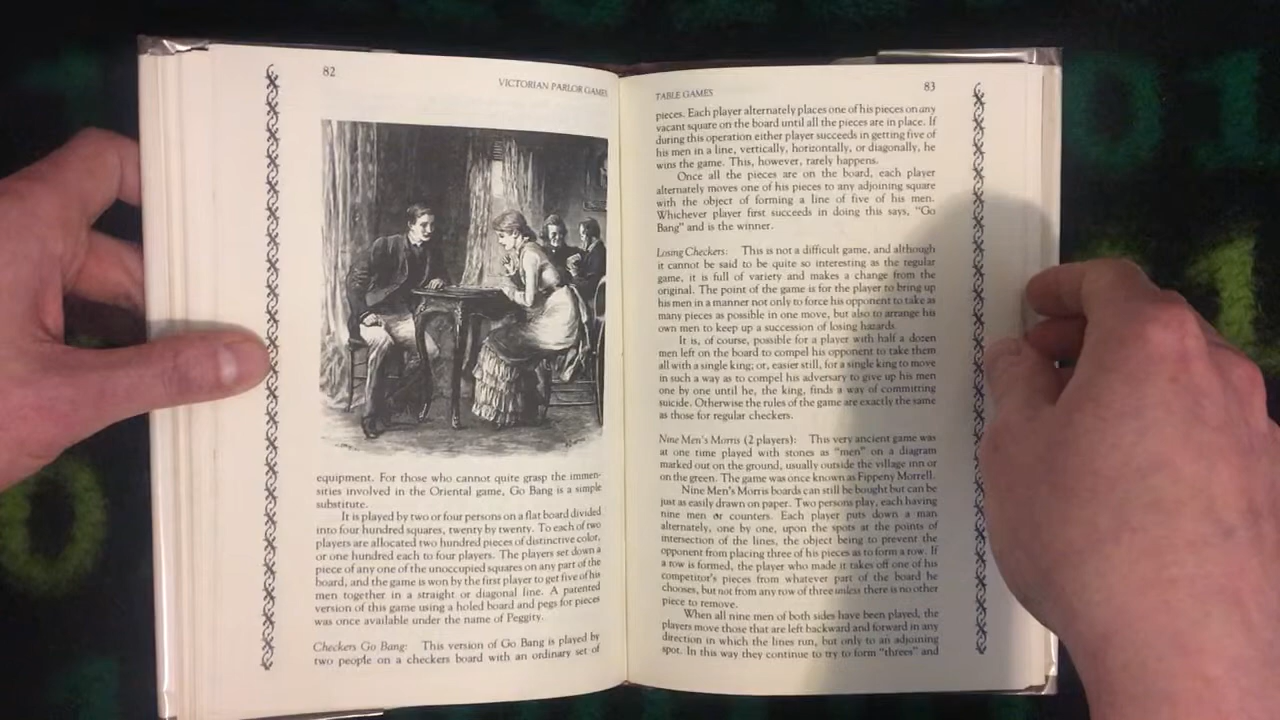 82
VICTORIAN PARLOR GAMES
equipment. For those who cannot quite grasp the immen-
sities involved in the Oriental game, Go Bang is a simple
substitute.
It is played by two or four persons on a flat board divided
into four hundred squares, twenty by twenty. To each of two
players are allocated two hundred pieces of distinctive color,
or one hundred each to four players. The players set down a
piece of any one of the unoccupied squares on any part of the
board, and the game is won by the first player to get five of his
men together in a straight or diagonal line. A patented
version of this game using a holed board and pegs for pieces
was once available under the name of Peggity.
Checkers Go Bang: This version of Go Bang is played by
two people on a checkers board with an ordinary set of
TABLE GAMES
83
pieces. Each player alternately places one of his pieces on any
vacant square on the board until all the pieces are in place. If
during this operation either player succeeds in getting five of
his men in a line, vertically, horizontally, or diagonally, he
wins the game. This, however, rarely happens.
Once all the pieces are on the board, each player
alternately moves one of his pieces to any adjoining square
with the object of forming a line of five of his men.
Whichever player first succeeds in doing this says, "Go
Bang" and is the winner.
Losing Checkers: This is not a difficult game, and although
it cannot be said to be quite so interesting as the regular
game, it is full of variety and makes a change from the
original. The point of the game is for the player to bring up
his men in a manner not only to force his opponent to take as
many pieces as possible in one move, but also to arrange his
own men to keep up a succession of losing hazards.
It is, of course, possible for a player with half a dozen
men left on the board to compel his opponent to take them
all with a single king; or, easier still, for a single king to move
in such a way as to compel his adversary to give up his men
one by one until he, the king, finds a way of committing
suicide. Otherwise the rules of the game are exactly the same
as those for regular checkers.
Nine Men's Morris (2 players): This very ancient game was
at one time played with stones as "men" on a diagram
marked out on the ground, usually outside the village inn or
on the green. The game was once known as Fippeny Morrell.
Nine Men's Morris boards can still be bought but can be
just as easily drawn on paper. Two persons play, each having
nine men or counters. Each player puts down a man
alternately, one by one, upon the spots at the points of
intersection of the lines, the object being to prevent the
opponent from placing three of his pieces as to form a row. If
a row is formed, the player who made it takes off one of his
competitor's pieces from whatever part of the board he
chooses, but not from any row of three unless there is no other
piece to remove.
When all nine men of both sides have been played, the
players move those that are left backward and forward in any
direction in which the lines run, but only to an adjoining
spot. In this way they continue to try to form "threes" and